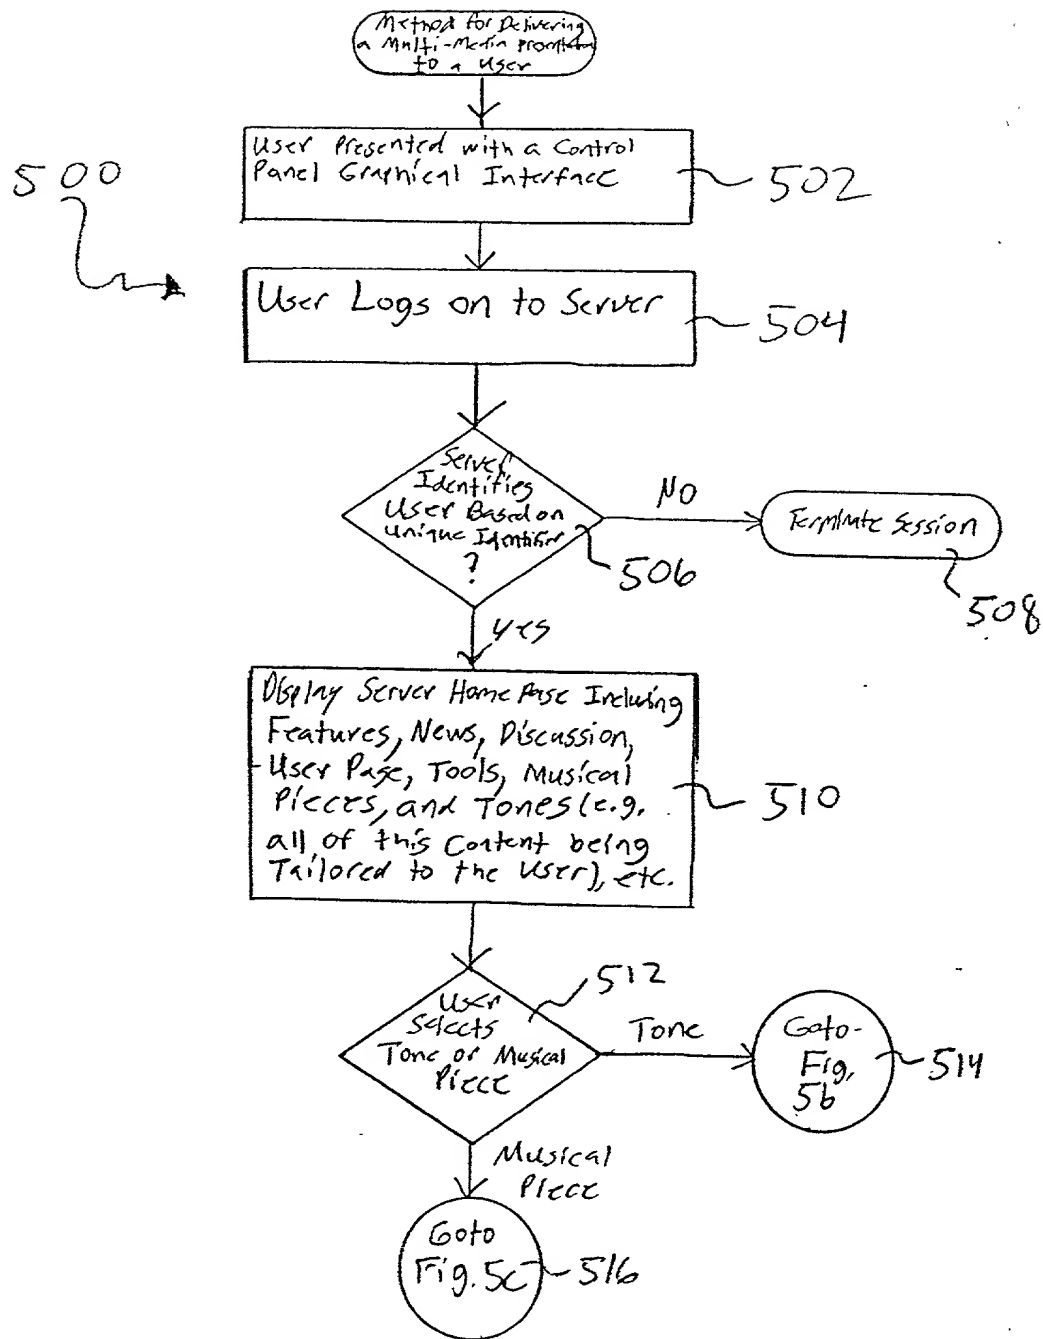 Method for Delivering
a Multi-Media promotion
to a User
User Presented with a Control
Panel Graphical Interface
502
500
User Logs on to Server
504
Server
Identifies
User Based on
Unique Identifier
?
506
NO
Terminate Session
508
Yes
Display Server Home Page Including
Features, News, Discussion,
User Page, Tools, Musical
Pieces, and Tones (e.g.
all of this Content being
Tailored to the User), etc.
510
512
User
Selects
Tone or Musical
Piece
Tone
Goto
Fig.
5b
514
Musical
Piece
Goto
Fig. 5c
516